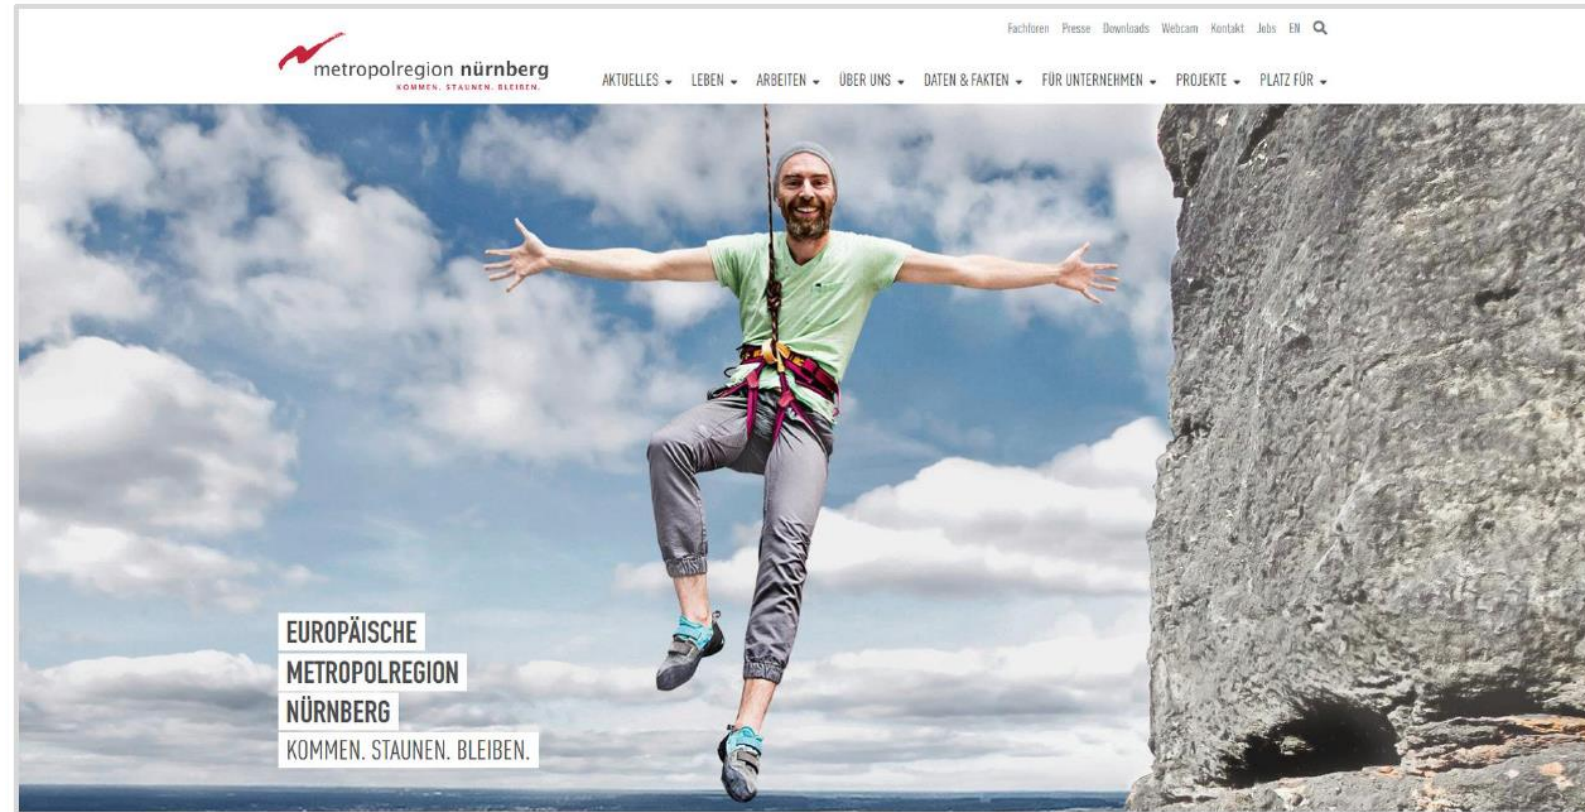 Fachforen Presse Downloads Webcam Kontakt Jobs EN
metropolregion nürnberg
KOMMEN. STAUNEN. BLEIBEN.
AKTUELLES LEBEN ARBEITEN ÜBER UNS DATEN & FAKTEN FÜR UNTERNEHMEN PROJEKTE PLATZ FÜR
EUROPÄISCHE
METROPOLREGION
NÜRNBERG
KOMMEN. STAUNEN. BLEIBEN.